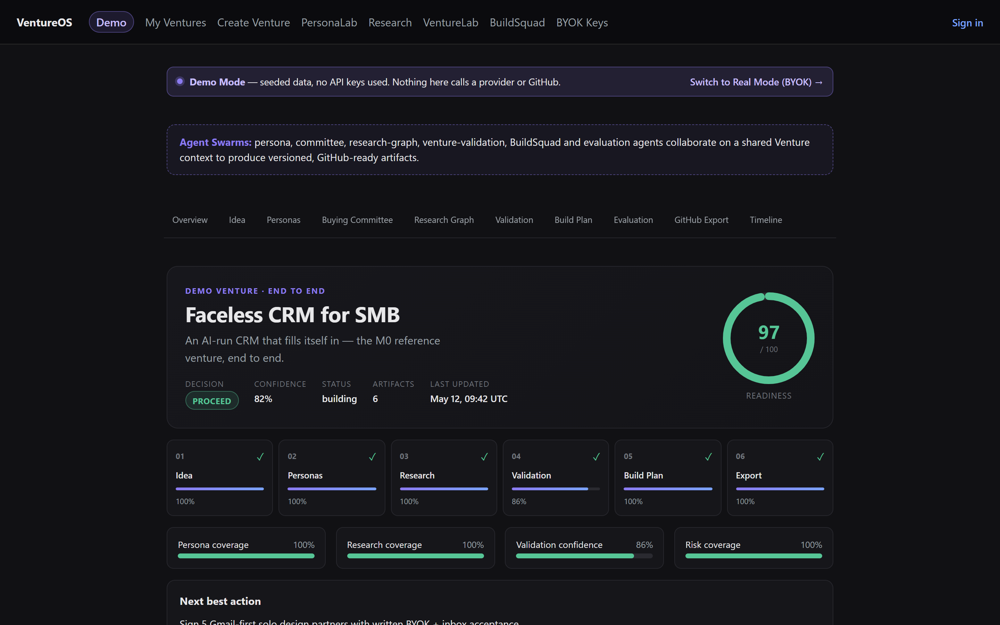 VentureOS Demo My Ventures Create Venture PersonaLab Research VentureLab BuildSquad BYOK Keys Sign in
Demo Mode — seeded data, no API keys used. Nothing here calls a provider or GitHub. Switch to Real Mode (BYOK) →
Agent Swarms: persona, committee, research-graph, venture-validation, BuildSquad and evaluation agents collaborate on a shared Venture
context to produce versioned, GitHub-ready artifacts.
Overview Idea Personas Buying Committee Research Graph Validation Build Plan Evaluation GitHub Export Timeline
DEMO VENTURE · END TO END
Faceless CRM for SMB
An AI-run CRM that fills itself in — the M0 reference
venture, end to end.
DECISION CONFIDENCE STATUS ARTIFACTS LAST UPDATED
PROCEED 82% building 6 May 12, 09:42 UTC
97
/ 100
READINESS
01 ✓ 02 ✓ 03 ✓ 04 ✓ 05 ✓ 06 ✓
Idea Personas Research Validation Build Plan Export
100% 100% 100% 86% 100% 100%
Persona coverage 100% Research coverage 100% Validation confidence 86% Risk coverage 100%
Next best action
Sign 5 Gmail-first solo design partners with written BYOK + inbox acceptance